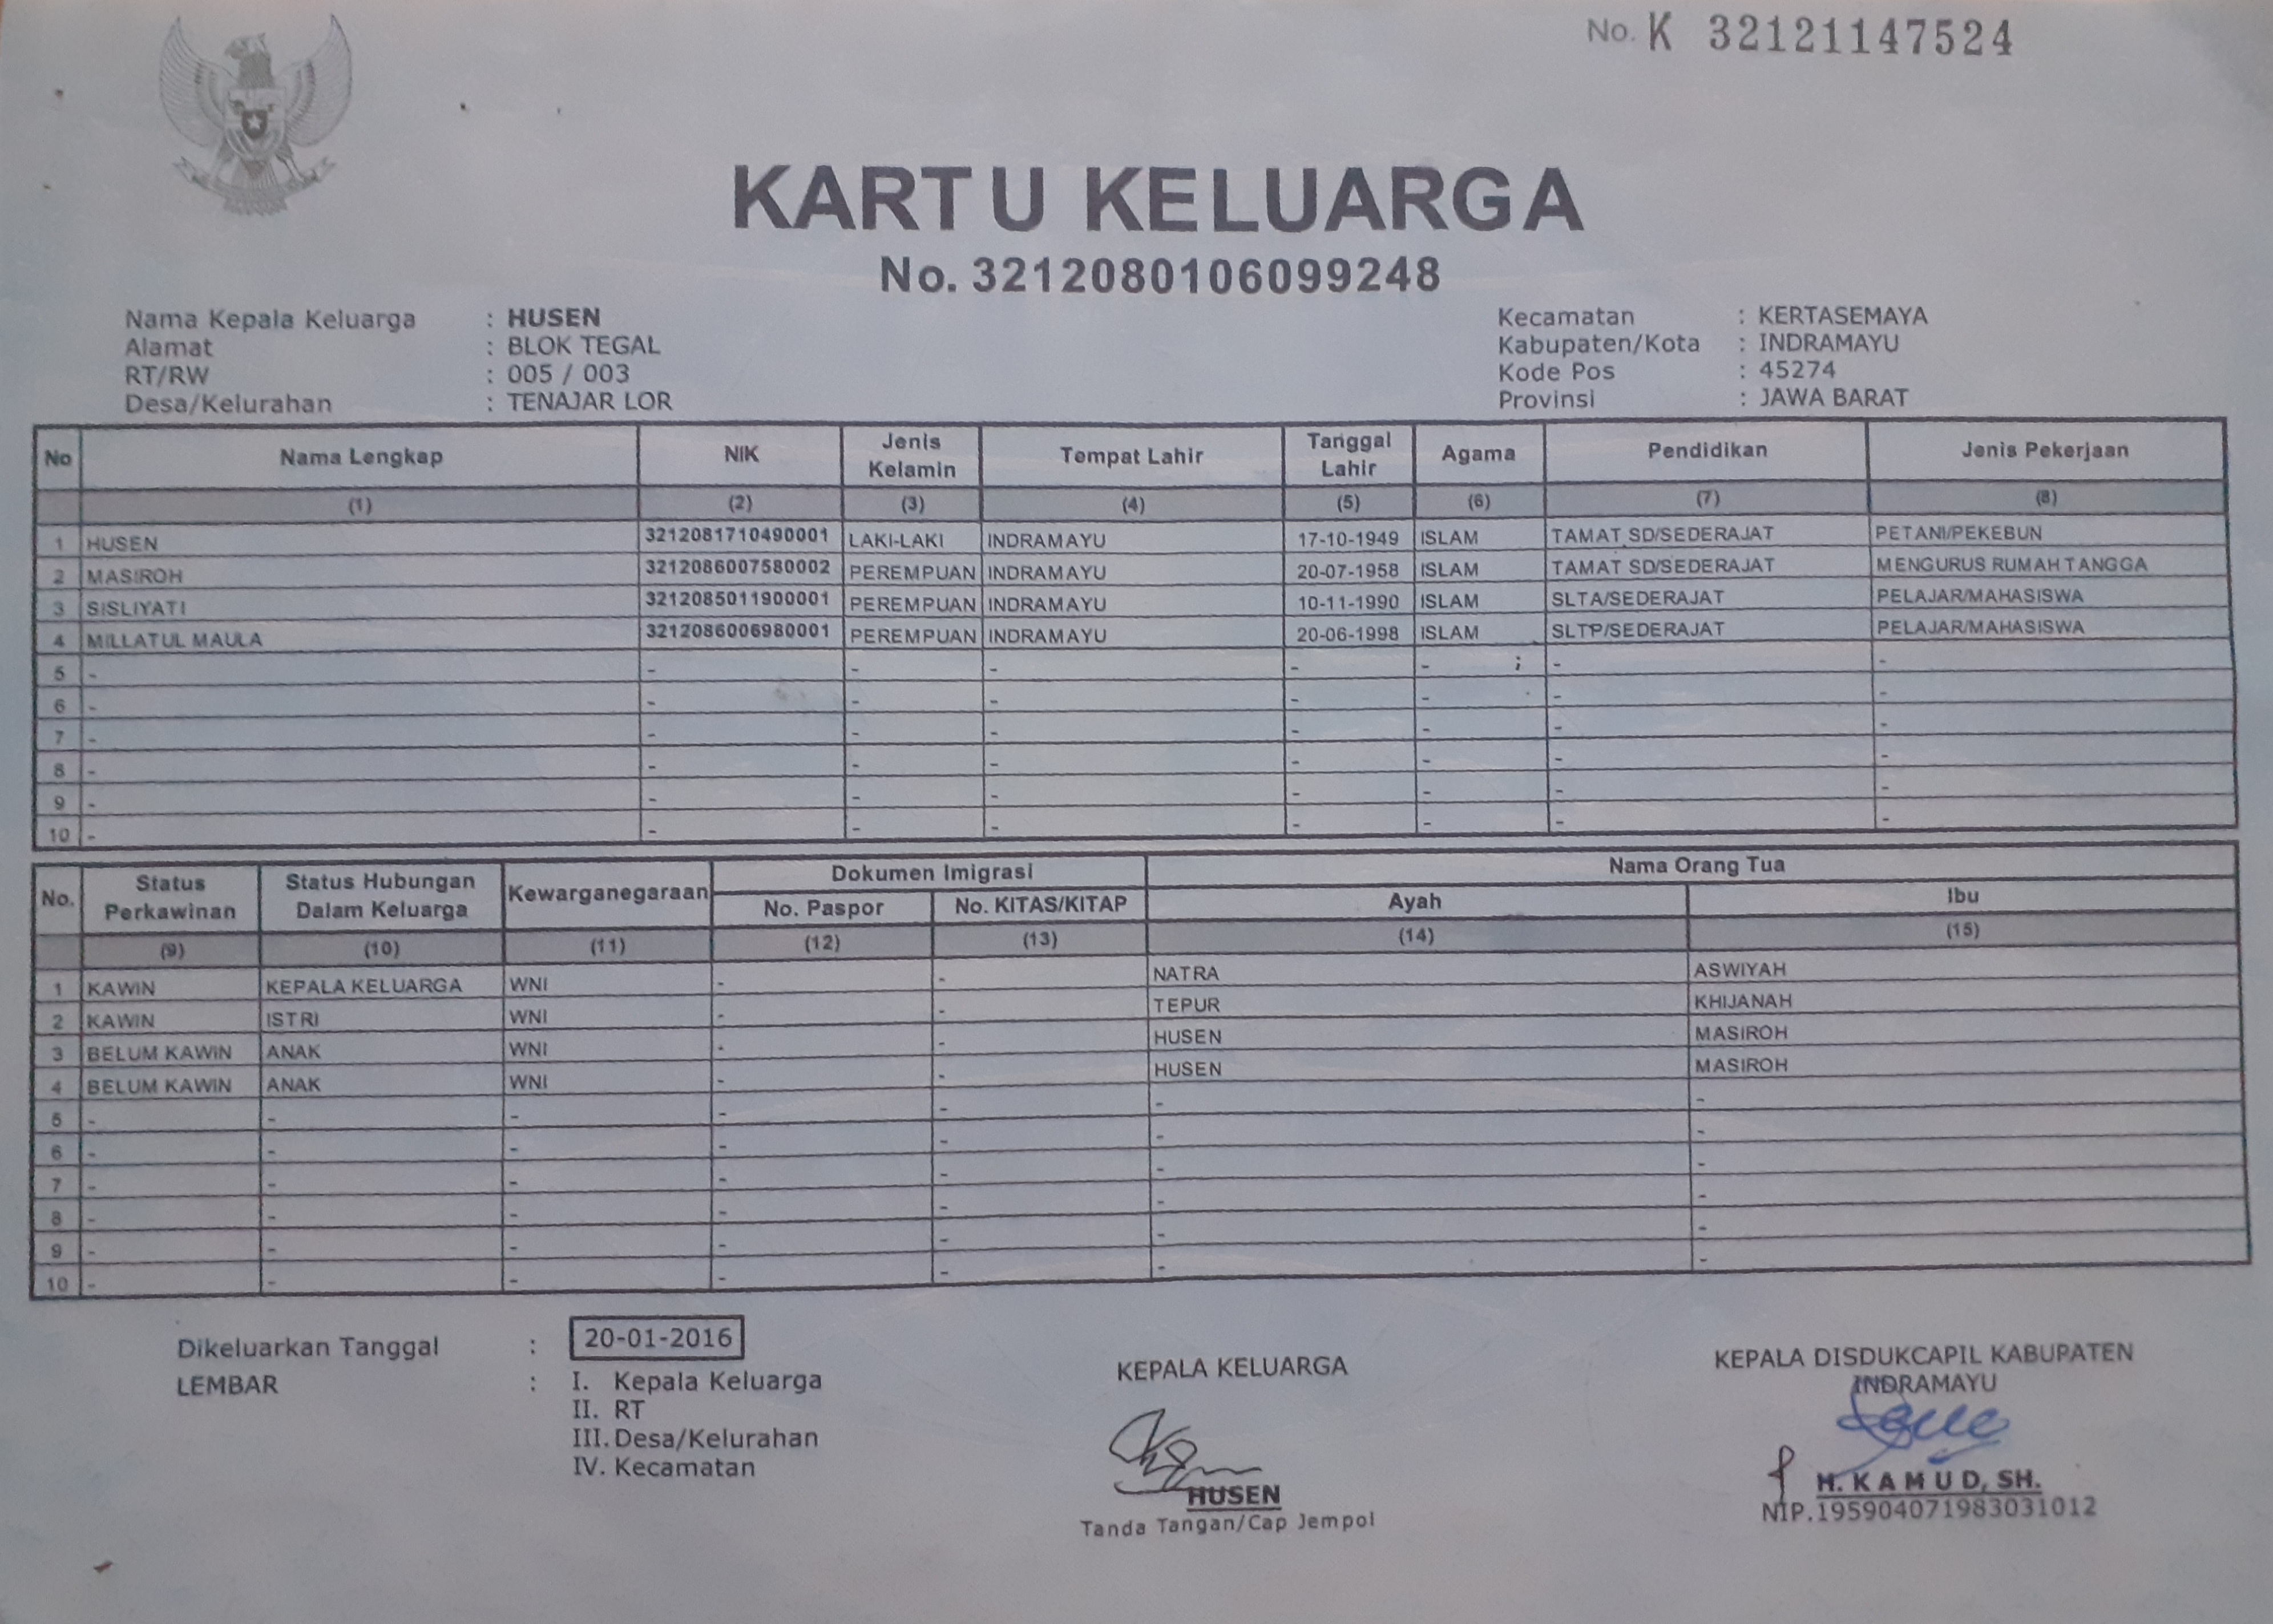 No. K 32121147524
KARTU KELUARGA
No. 3212080106099248
Nama Kepala Keluarga : HUSEN Kecamatan : KERTASEMAYA
Alamat : BLOK TEGAL Kabupaten/Kota : INDRAMAYU
RT/RW : 005 / 003 Kode Pos : 45274
Desa/Kelurahan : TENAJAR LOR Provinsi : JAWA BARAT
No Nama Lengkap NIK Jenis Kelamin Tempat Lahir Tanggal Lahir Agama Pendidikan Jenis Pekerjaan
(1) (2) (3) (4) (5) (6) (7) (8)
1 HUSEN 3212081710490001 LAKI-LAKI INDRAMAYU 17-10-1949 ISLAM TAMAT SD/SEDERAJAT PETANI/PEKEBUN
2 MASIROH 3212086007580002 PEREMPUAN INDRAMAYU 20-07-1958 ISLAM TAMAT SD/SEDERAJAT MENGURUS RUMAH TANGGA
3 SISLIYATI 3212085011900001 PEREMPUAN INDRAMAYU 10-11-1990 ISLAM SLTA/SEDERAJAT PELAJAR/MAHASISWA
4 MILLATUL MAULA 3212086006980001 PEREMPUAN INDRAMAYU 20-06-1998 ISLAM SLTP/SEDERAJAT PELAJAR/MAHASISWA
5 - - - - - - - -
6 - - - - - - - -
7 - - - - - - - -
8 - - - - - - - -
9 - - - - - - - -
10 - - - - - - - -
No. Status Perkawinan Status Hubungan Dalam Keluarga Kewarganegaraan Dokumen Imigrasi Nama Orang Tua
No. Paspor No. KITAS/KITAP Ayah Ibu
(9) (10) (11) (12) (13) (14) (15)
1 KAWIN KEPALA KELUARGA WNI - - NATRA ASWIYAH
2 KAWIN ISTRI WNI - - TEPUR KHIJANAH
3 BELUM KAWIN ANAK WNI - - HUSEN MASIROH
4 BELUM KAWIN ANAK WNI - - HUSEN MASIROH
5 - - - - - - -
6 - - - - - - -
7 - - - - - - -
8 - - - - - - -
9 - - - - - - -
10 - - - - - - -
Dikeluarkan Tanggal : 20-01-2016
LEMBAR : I. Kepala Keluarga
II. RT
III. Desa/Kelurahan
IV. Kecamatan
KEPALA KELUARGA
HUSEN
Tanda Tangan/Cap Jempol
KEPALA DISDUKCAPIL KABUPATEN
INDRAMAYU
H. K A M U D, SH.
NIP.195904071983031012